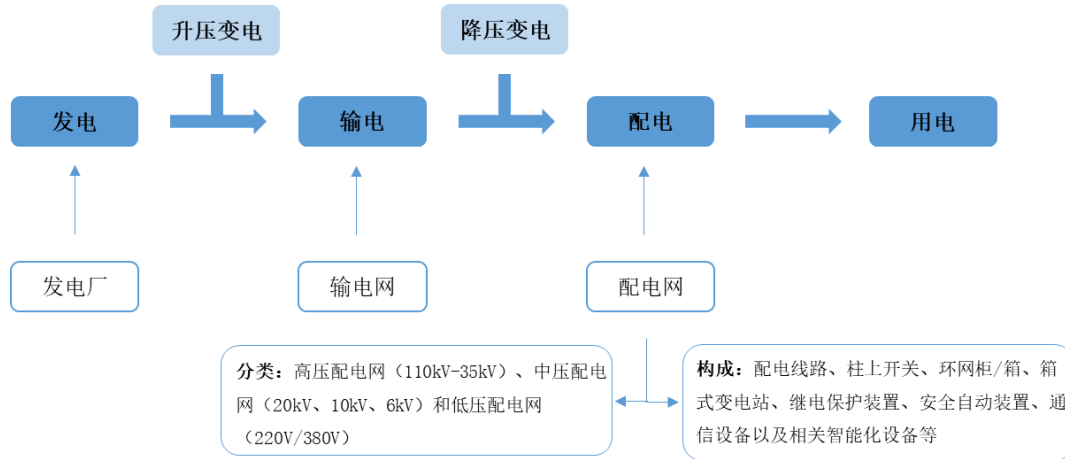 升压变电
降压变电
发电
输电
配电
用电
发电厂
输电网
配电网
分类：高压配电网（110kV-35kV）、中压配电
网（20kV、10kV、6kV）和低压配电网
（220V/380V）
构成：配电线路、柱上开关、环网柜/箱、箱
式变电站、继电保护装置、安全自动装置、通
信设备以及相关智能化设备等